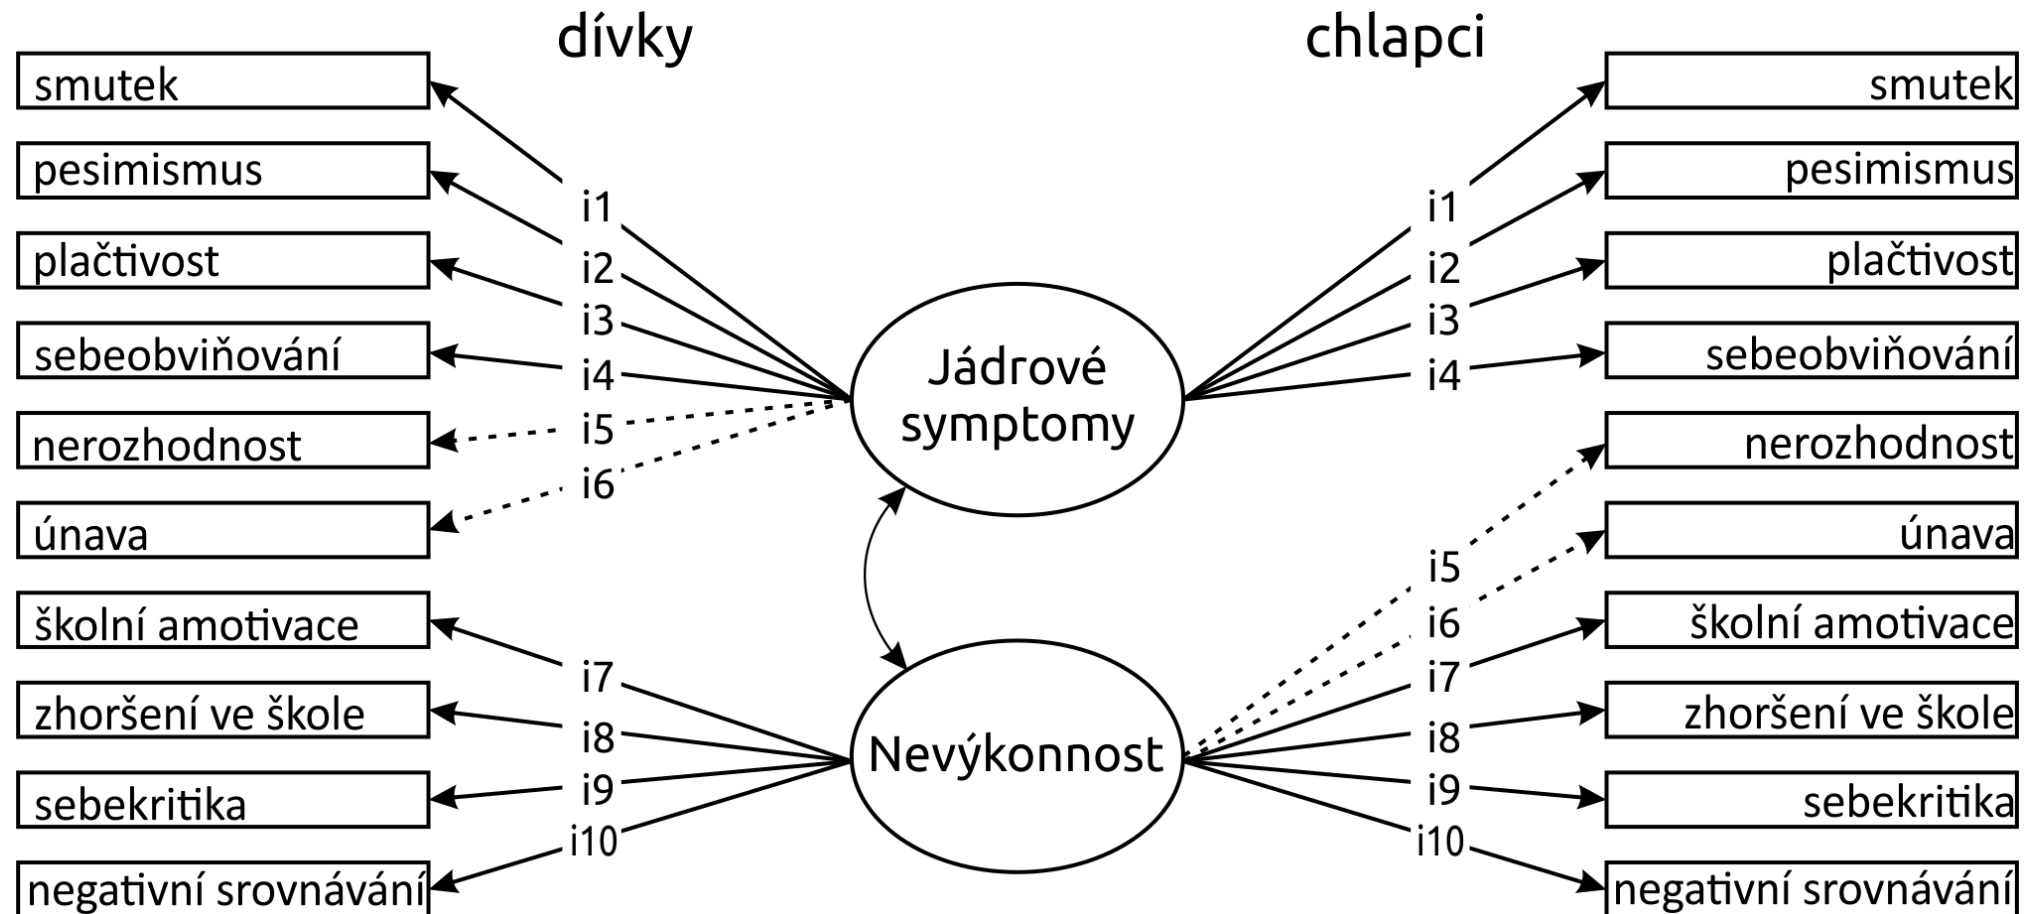 dívky
chlapci
smutek
pesimismus
plačtivost
sebeobviňování
nerozhodnost
únava
školní amotivace
zhoršení ve škole
sebekritika
negativní srovnávání
i1
i2
i3
i4
i5
i6
i7
i8
i9
i10
Jádrové
symptomy
Nevýkonnost
i1
i2
i3
i4
i5
i6
i7
i8
i9
i10
smutek
pesimismus
plačtivost
sebeobviňování
nerozhodnost
únava
školní amotivace
zhoršení ve škole
sebekritika
negativní srovnávání